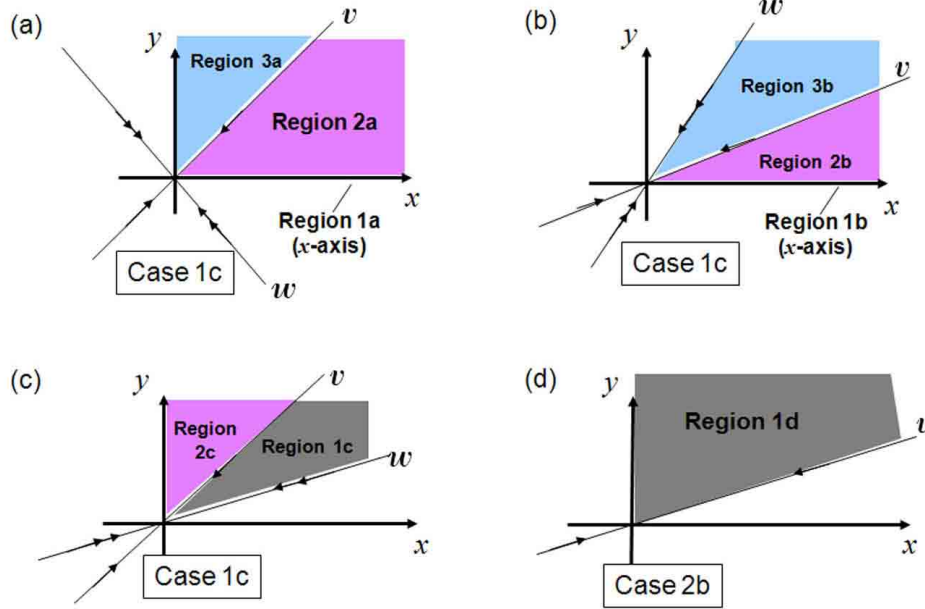 (a)
y
v
Region 3a
Region 2a
x
Region 1a
(x-axis)
Case 1c
w
(b)
w
y
v
Region 3b
Region 2b
x
Region 1b
(x-axis)
Case 1c
(c)
y
v
Region
2c
Region 1c
w
x
Case 1c
(d)
y
Region 1d
x
Case 2b